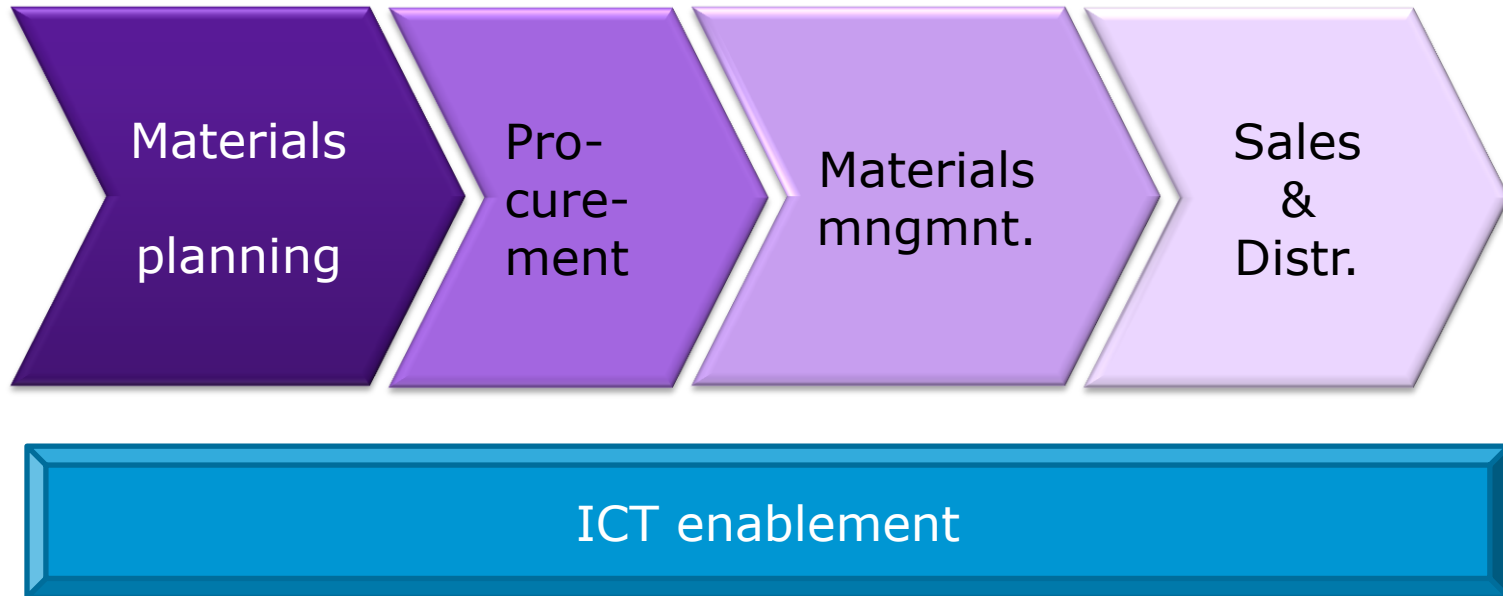 Materials
planning
Pro-
cure-
ment
Materials
mngmnt.
Sales
&
Distr.
ICT enablement